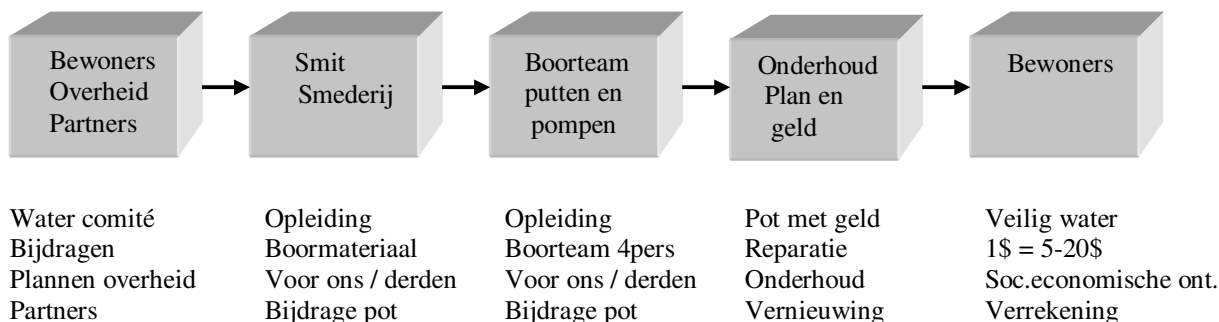 Bewoners
Overheid
Partners
Smit
Smederij
Boorteam
putten en
pompen
Onderhoud
Plan en
geld
Bewoners
Water comité
Bijdragen
Plannen overheid
Partners
Opleiding
Boormateriaal
Voor ons / derden
Bijdrage pot
Opleiding
Boorteam 4pers
Voor ons / derden
Bijdrage pot
Pot met geld
Reparatie
Onderhoud
Vernieuwing
Veilig water
1$ = 5-20$
Soc.economische ont.
Verrekening